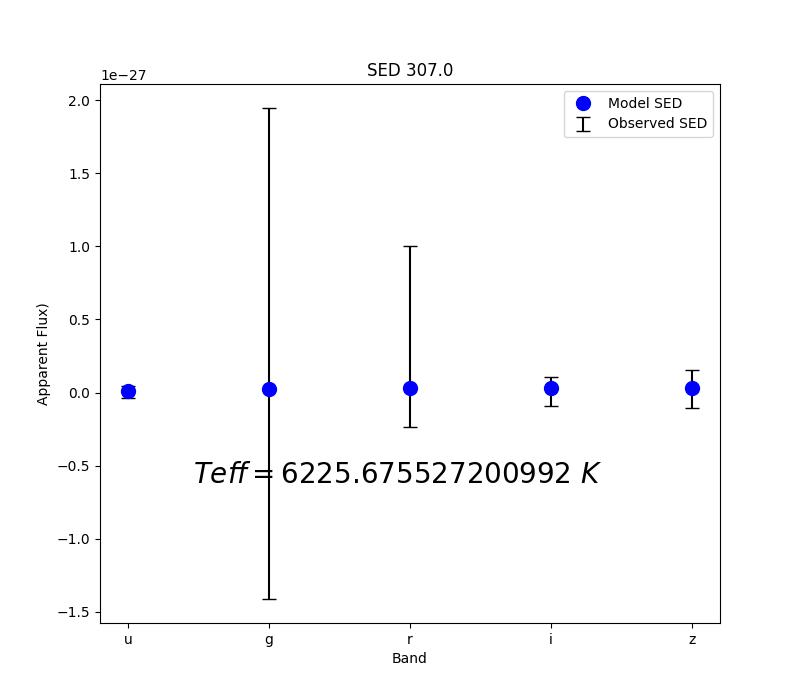 SED 307.0
1e−27
Model SED
Observed SED
2.0
1.5
1.0
0.5
0.0
−0.5
−1.0
−1.5
Apparent Flux)
Teff = 6225.675527200992 K
u g r i z
Band